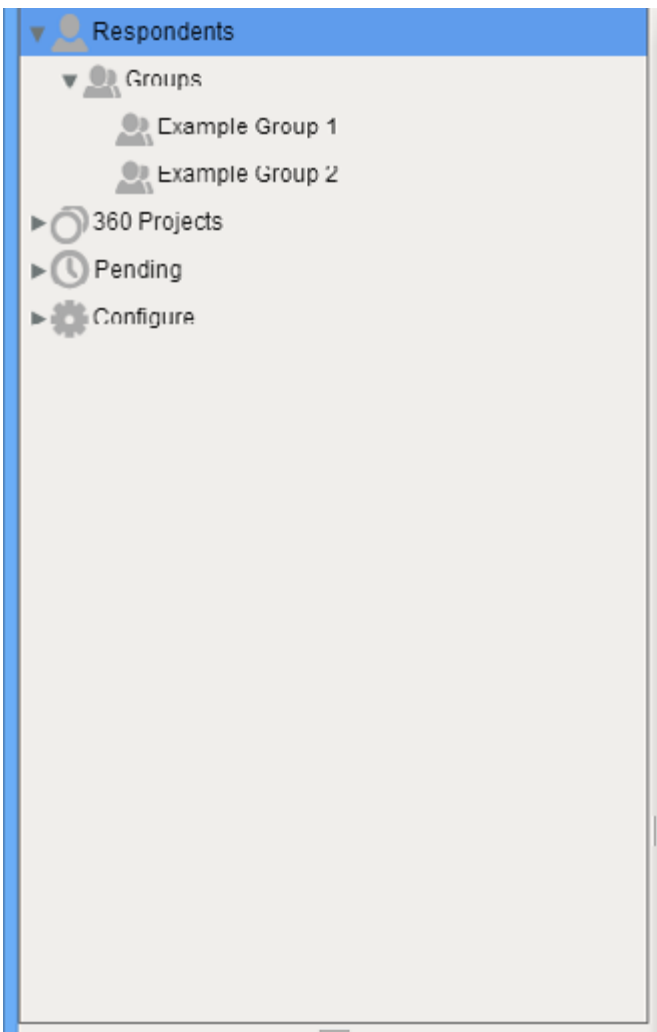 Respondents
Groups
Example Group 1
Example Group 2
360 Projects
Pending
Configure